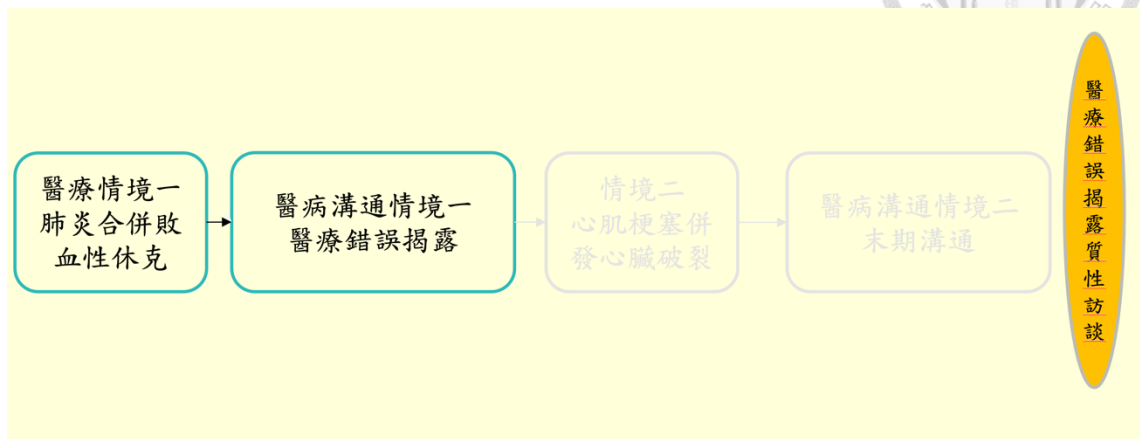 醫療情境一
肺炎合併敗
血性休克
醫病溝通情境一
醫療錯誤揭露
情境二
心肌梗塞併
發心臟破裂
醫病溝通情境二
末期溝通
醫療錯誤揭露質性訪談